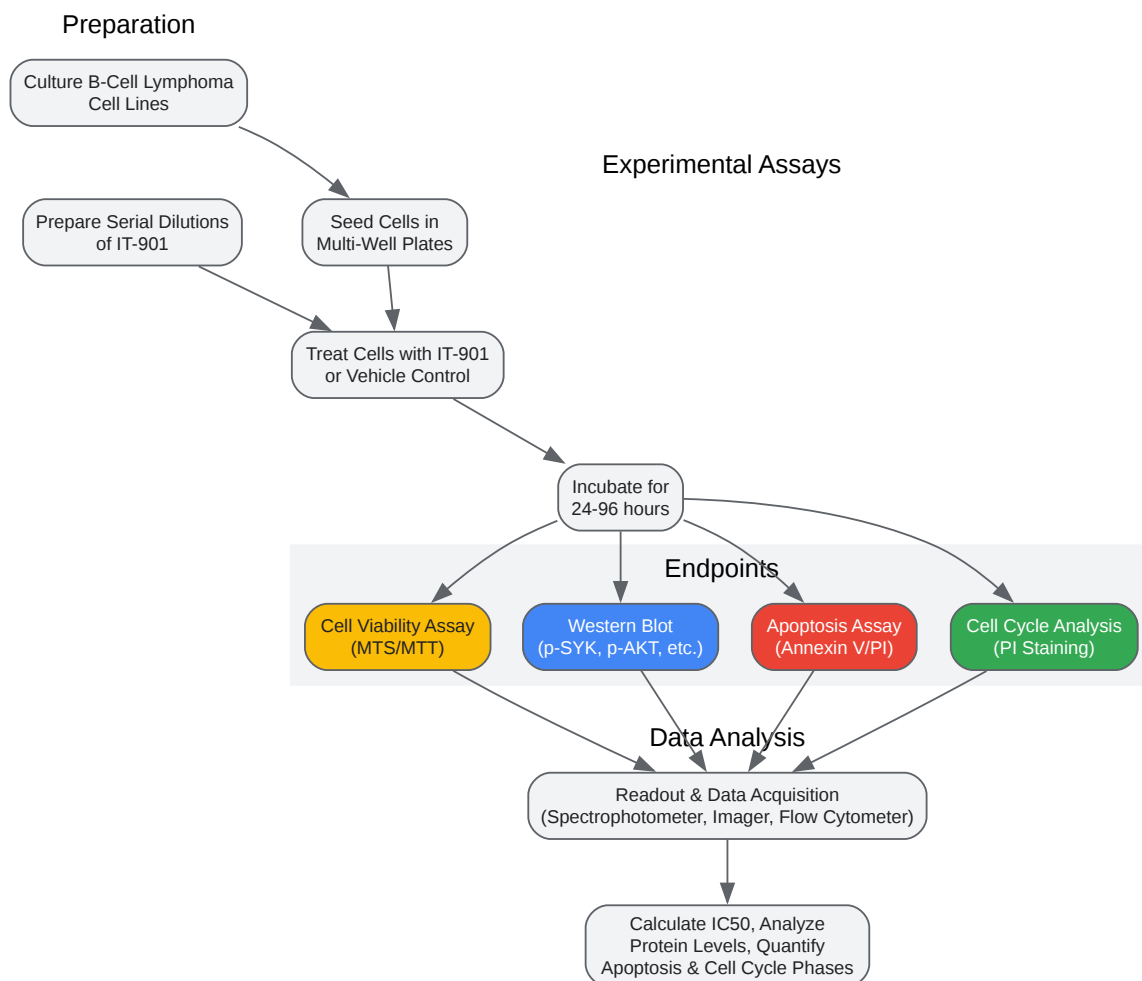 Preparation
Culture B-Cell Lymphoma
Cell Lines
Experimental Assays
Prepare Serial Dilutions
of IT-901
Seed Cells in
Multi-Well Plates
Treat Cells with IT-901
or Vehicle Control
Incubate for
24-96 hours
Endpoints
Cell Viability Assay
(MTS/MTT)
Western Blot
(p-SYK, p-AKT, etc.)
Apoptosis Assay
(Annexin V/PI)
Cell Cycle Analysis
(PI Staining)
Data Analysis
Readout & Data Acquisition
(Spectrophotometer, Imager, Flow Cytometer)
Calculate IC50, Analyze
Protein Levels, Quantify
Apoptosis & Cell Cycle Phases